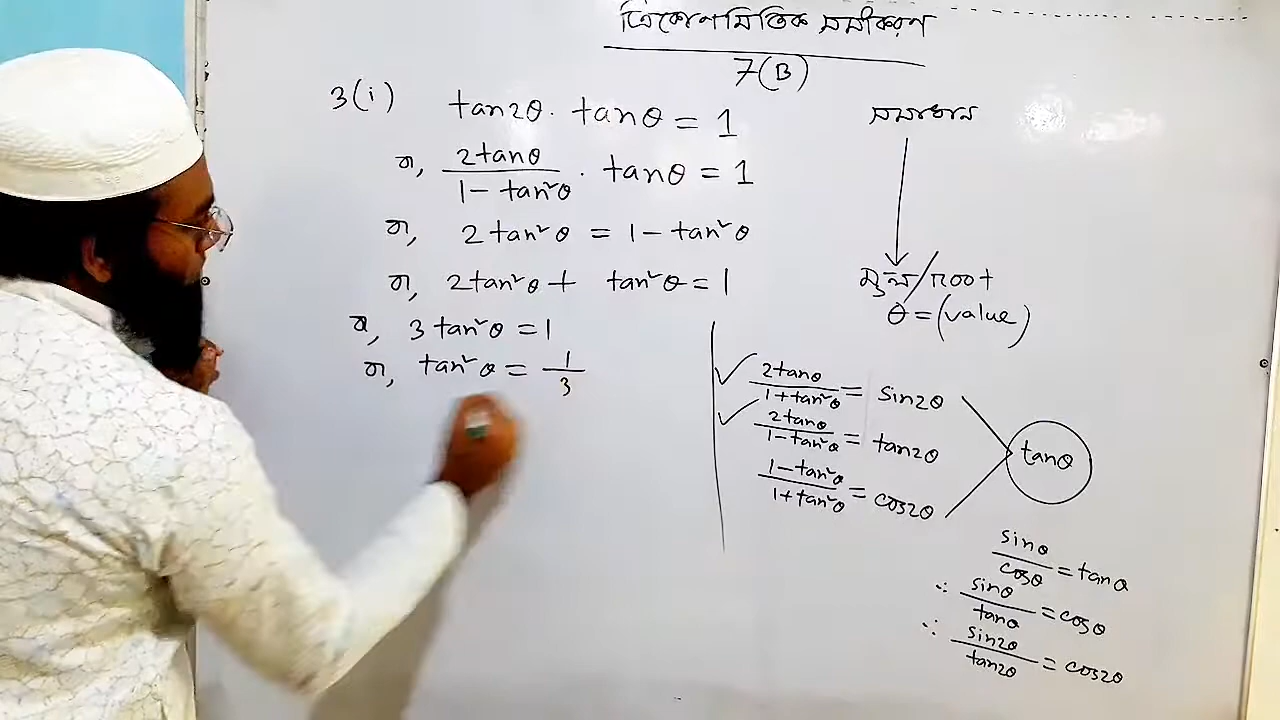 ত্রিকোণমিতিক সমীকরণ
7(B)
3(i) tan2θ. tanθ = 1
বা, 2tanθ/1-tan²θ . tanθ = 1
বা, 2tan²θ = 1-tan²θ
বা, 2tan²θ + tan²θ = 1
বা, 3tan²θ = 1
বা, tan²θ = 1/3
সমাধান
মূল/root
θ = (value)
✓ 2tanθ/1+tan²θ = sin2θ
✓ 2tanθ/1-tan²θ = tan2θ
1-tan²θ/1+tan²θ = cos2θ
tanθ
sinθ/cosθ = tanθ
∴ sinθ/tanθ = cosθ
∴ sin2θ/tan2θ = cos2θ